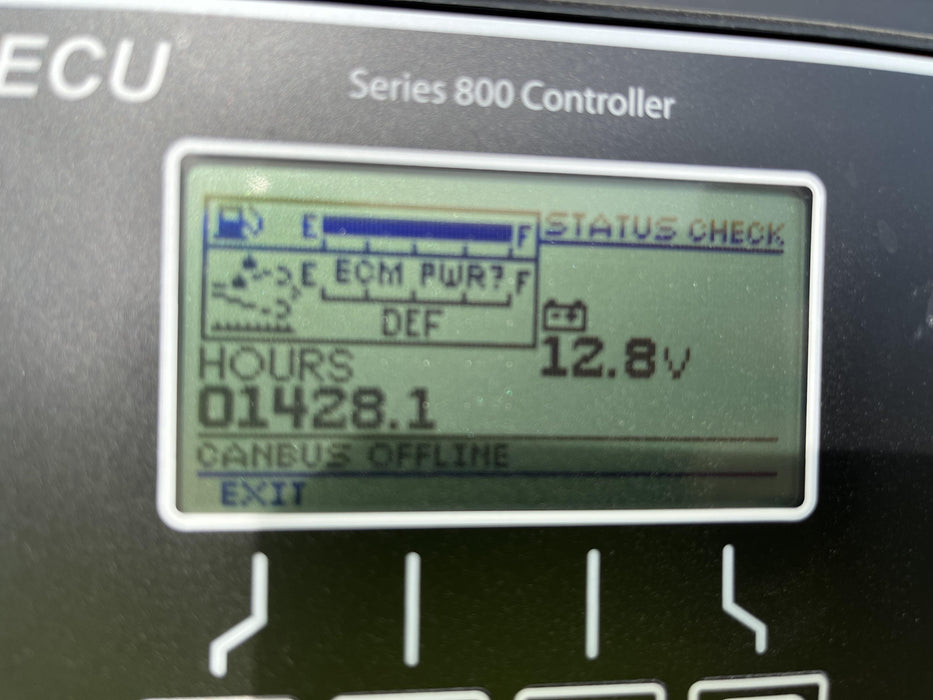 ECU
Series 800 Controller
E F STATUS CHECK
E ECM PWR? F
DEF
12.8V
HOURS
01428.1
CANBUS OFFLINE
EXIT